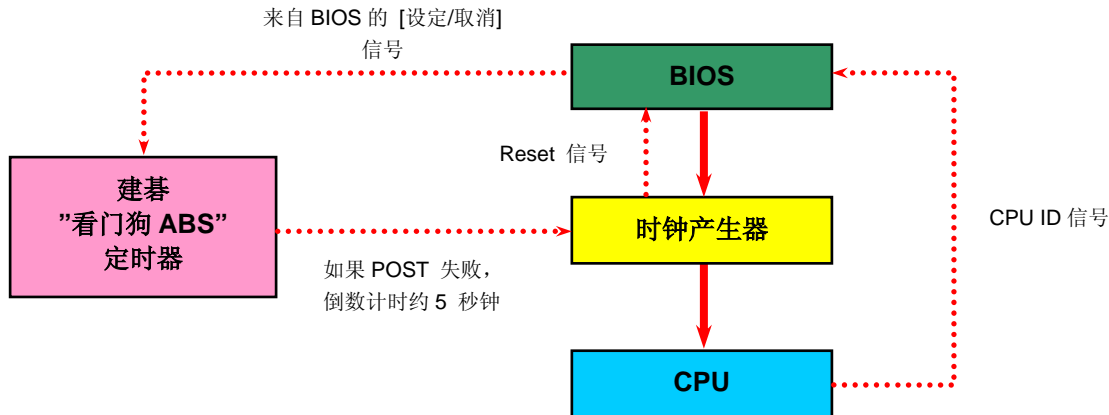 来自 BIOS 的 [设定/取消]
信号
BIOS
Reset 信号
建碁
”看门狗 ABS”
定时器
时钟产生器
CPU ID 信号
如果 POST 失败，
倒数计时约 5 秒钟
CPU